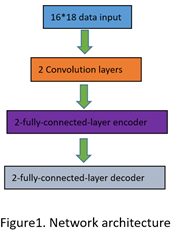 16*18 data input
2 Convolution layers
2-fully-connected-layer encoder
2-fully-connected-layer decoder
Figure1. Network architecture